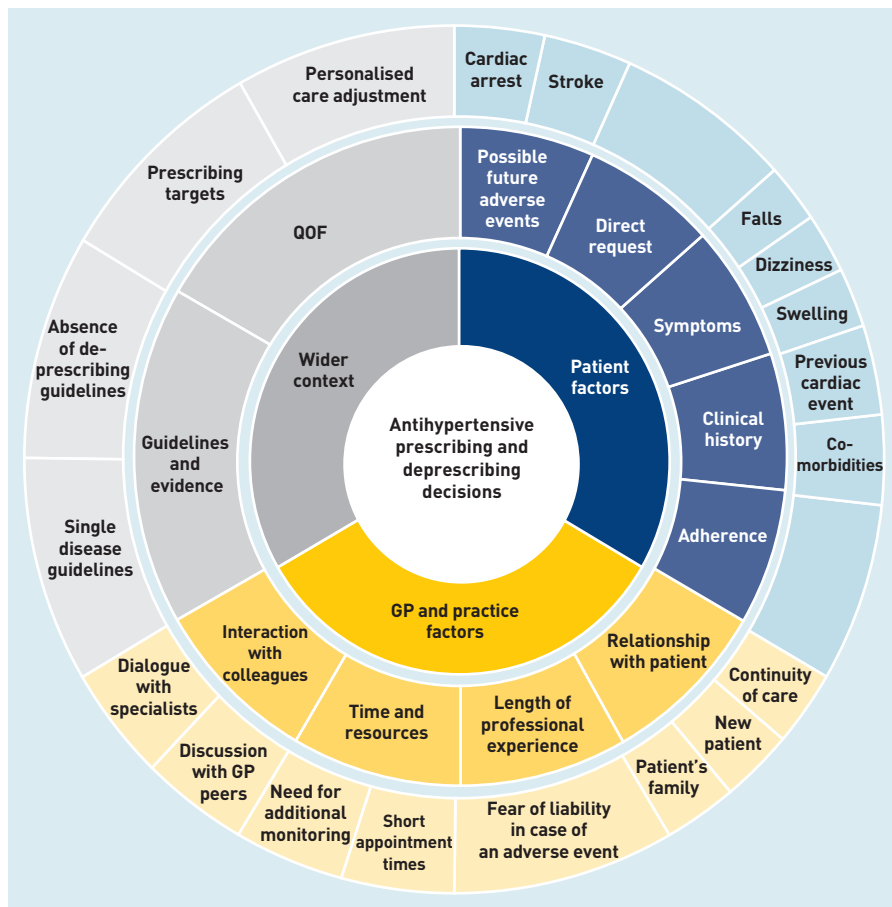 Antihypertensive
prescribing and
deprescribing
decisions
Patient
factors
Possible
future
adverse
events
Cardiac
arrest
Stroke
Direct
request
Symptoms
Falls
Dizziness
Swelling
Clinical
history
Previous
cardiac
event
Co-
morbidities
Adherence
GP and practice
factors
Relationship
with patient
Continuity
of care
New
patient
Patient’s
family
Length of
professional
experience
Fear of liability
in case of
an adverse event
Time and
resources
Short
appointment
times
Need for
additional
monitoring
Interaction
with
colleagues
Discussion
with GP
peers
Dialogue
with
specialists
Wider
context
Guidelines
and
evidence
Single
disease
guidelines
Absence
of de-
prescribing
guidelines
QOF
Prescribing
targets
Personalised
care adjustment